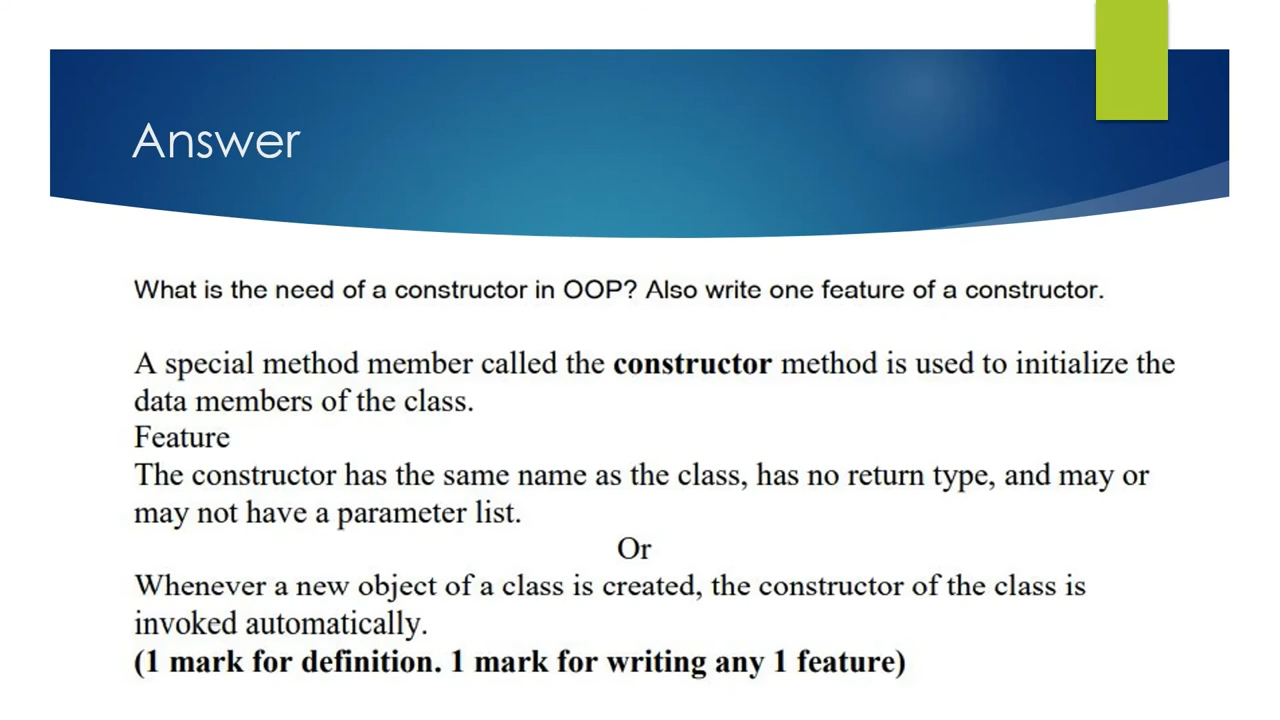 Answer
What is the need of a constructor in OOP? Also write one feature of a constructor.
A special method member called the constructor method is used to initialize the
data members of the class.
Feature
The constructor has the same name as the class, has no return type, and may or
may not have a parameter list.
Or
Whenever a new object of a class is created, the constructor of the class is
invoked automatically.
(1 mark for definition. 1 mark for writing any 1 feature)